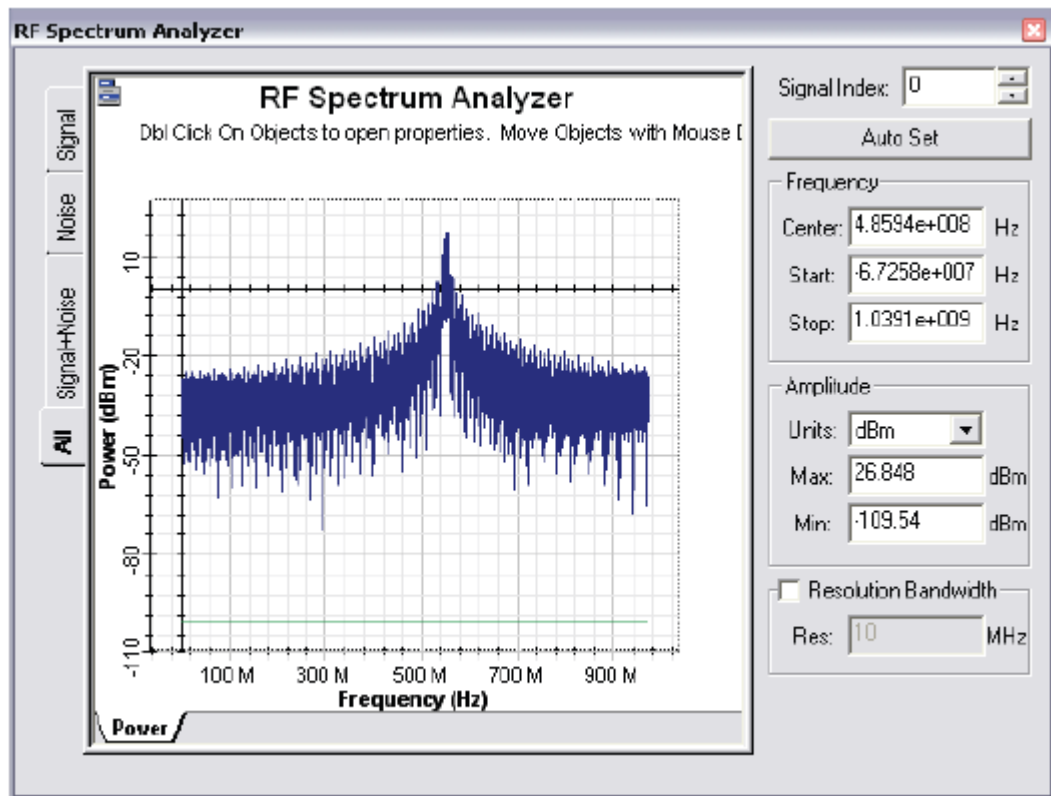 RF Spectrum Analyzer
Signal
Noise
Signal+Noise
All
RF Spectrum Analyzer
Dbl Click On Objects to open properties. Move Objects with Mouse D
Power (dBm)
10
-20
-50
-80
-110
100 M
300 M
500 M
700 M
900 M
Frequency (Hz)
Power
Signal Index: 0
Auto Set
Frequency
Center: 4.8594e+008 Hz
Start: -6.7258e+007 Hz
Stop: 1.0391e+009 Hz
Amplitude
Units: dBm
Max: 26.848 dBm
Min: -109.54 dBm
Resolution Bandwidth
Res: 10 MHz